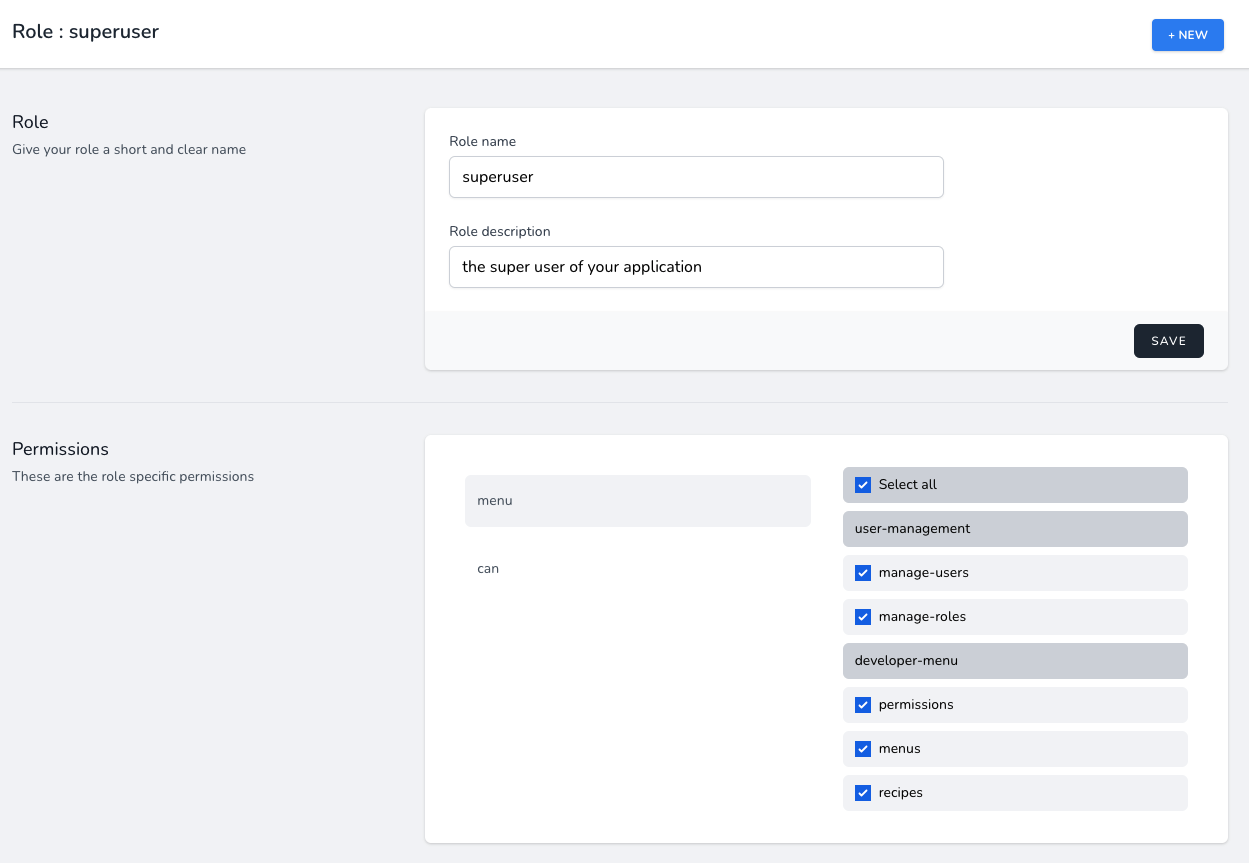 Role : superuser
+ NEW
Role
Give your role a short and clear name
Role name
superuser
Role description
the super user of your application
SAVE
Permissions
These are the role specific permissions
menu
can
Select all
user-management
manage-users
manage-roles
developer-menu
permissions
menus
recipes